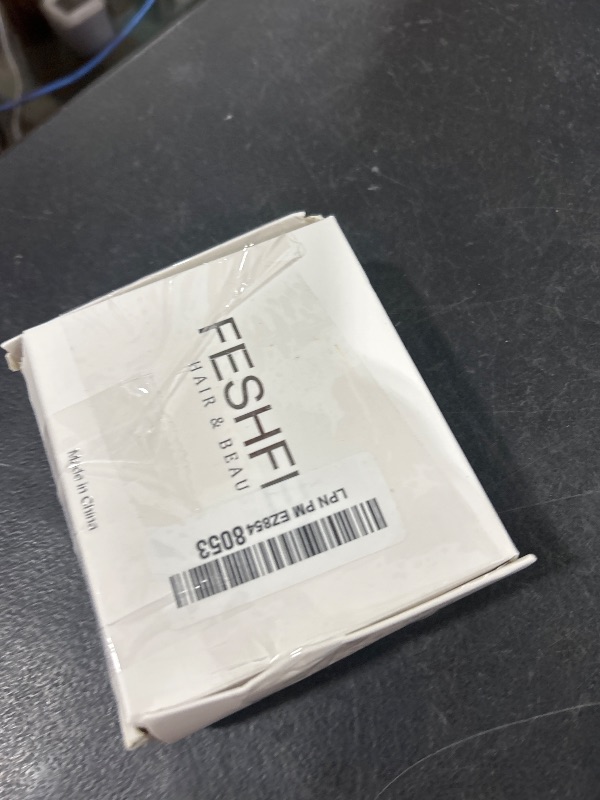 FESHFI
HAIR & BEAU
Made in China
LPN PM EZ854 8053